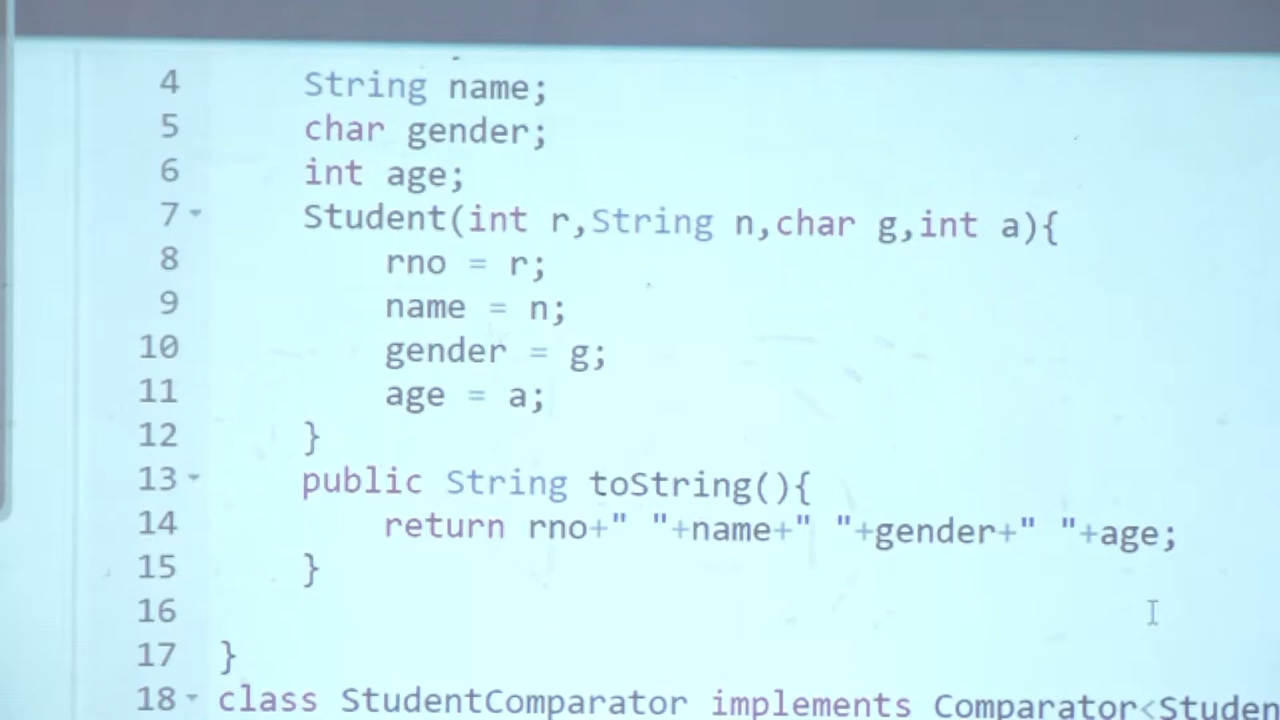 4 String name;
5 char gender;
6 int age;
7 Student(int r,String n,char g,int a){
8 rno = r;
9 name = n;
10 gender = g;
11 age = a;
12 }
13 public String toString(){
14 return rno+" "+name+" "+gender+" "+age;
15 }
16
17 }
18 class StudentComparator implements Comparator<Studen